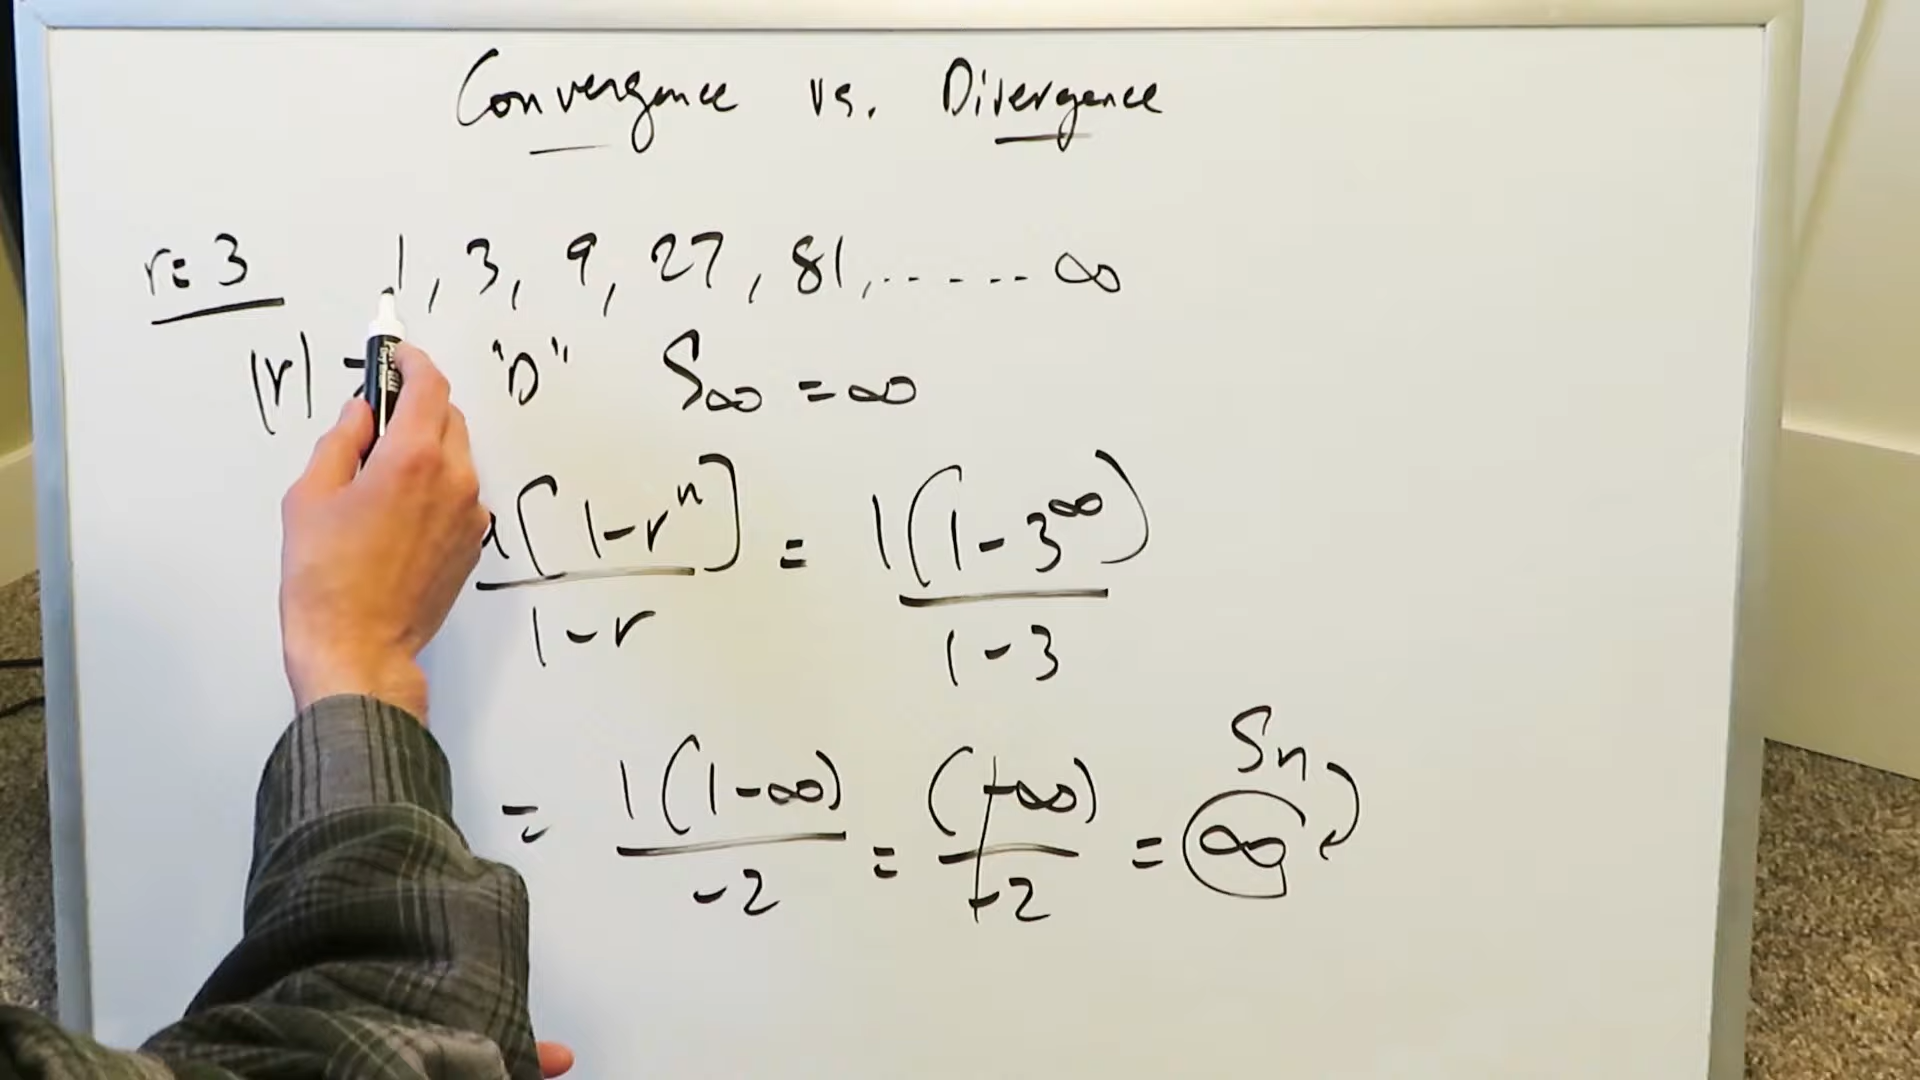 Convergence vs. Divergence
r = 3 1, 3, 9, 27, 81, ...... ∞
|r| "D" S∞ = ∞
[1-rⁿ] = 1(1-3^∞)
1-r 1-3
= 1(1-∞) = (-∞) = ∞ Sn
-2 -2